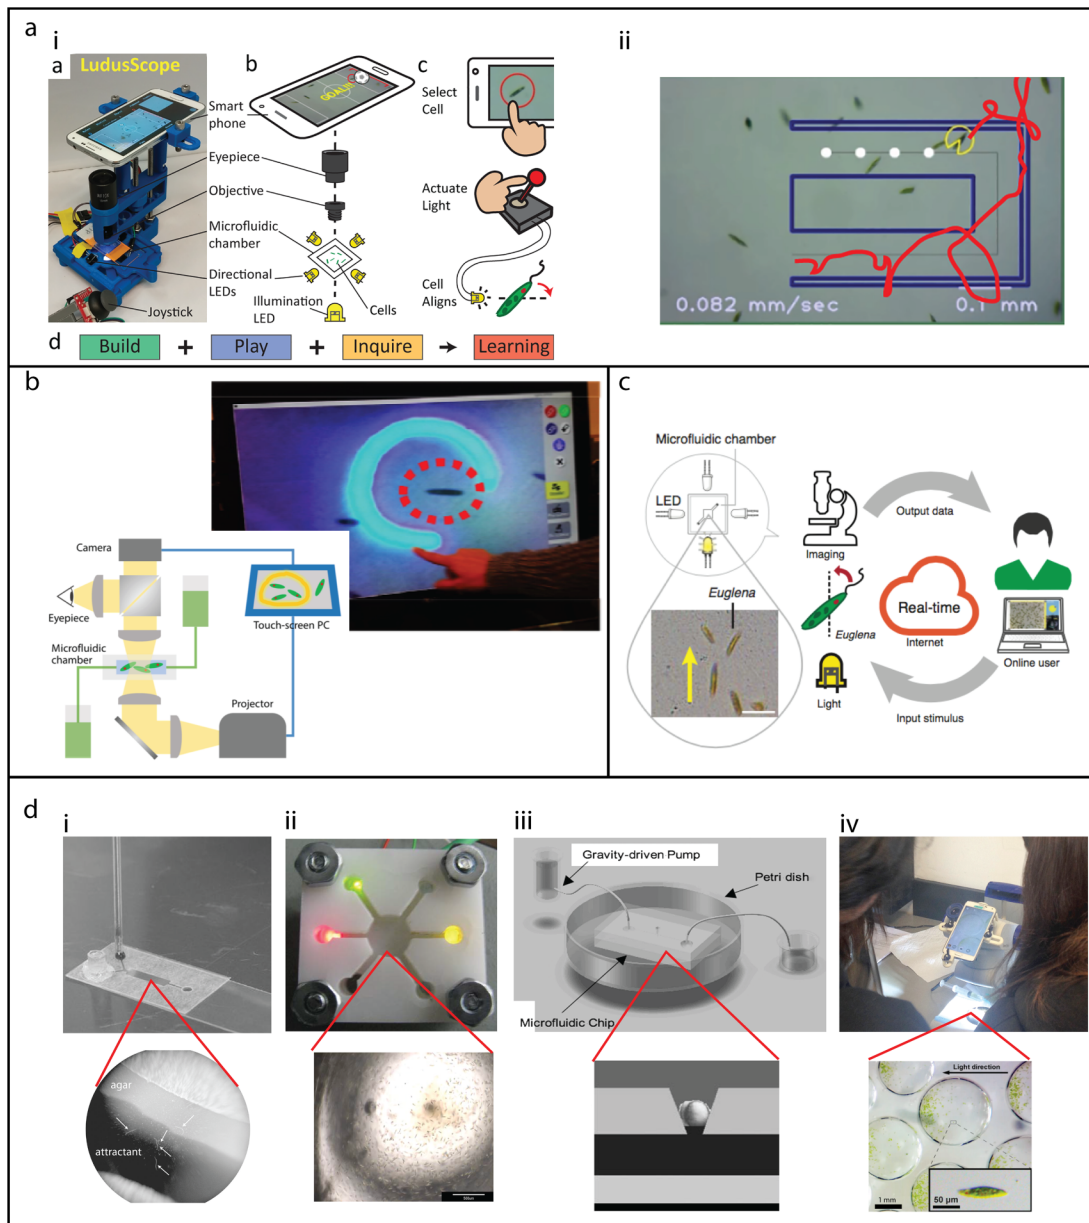 a
i
a
LudusScope
Smart
phone
Eyepiece
Objective
Microfluidic
chamber
Directional
LEDs
Joystick
b
GOAL!!!
Illumination
LED
Cells
c
Select
Cell
Actuate
Light
Cell
Aligns
d
Build + Play + Inquire → Learning
ii
0.082 mm/sec
0.1 mm
b
Camera
Eyepiece
Touch-screen PC
Microfluidic
chamber
Projector
c
Microfluidic chamber
LED
Euglena
Imaging
Output data
Real-time
Internet
Euglena
Online user
Light
Input stimulus
d
i
agar
attractant
ii
iii
Gravity-driven Pump
Petri dish
Microfluidic Chip
iv
Light direction
1 mm
50 µm